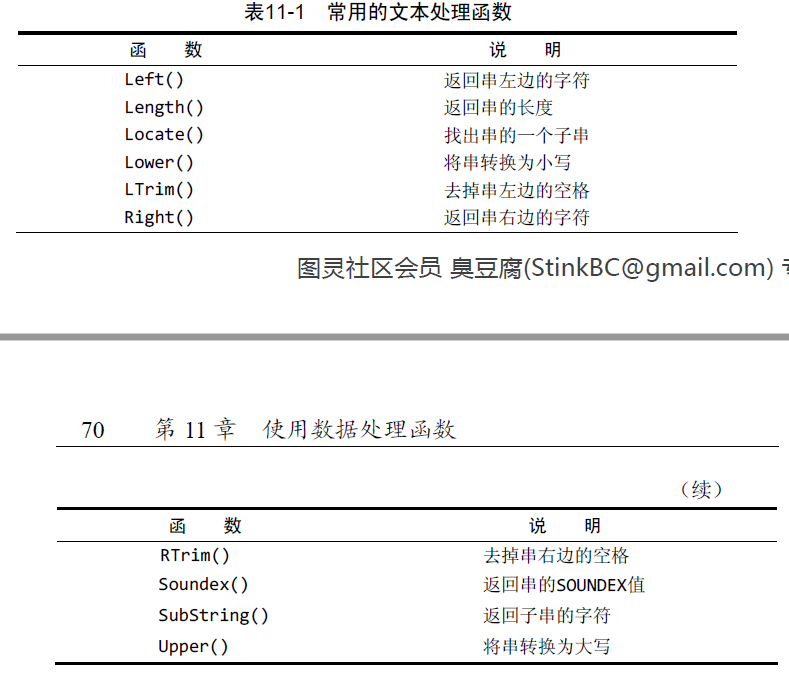 表11-1 常用的文本处理函数
函 数 说 明
Left() 返回串左边的字符
Length() 返回串的长度
Locate() 找出串的一个子串
Lower() 将串转换为小写
LTrim() 去掉串左边的空格
Right() 返回串右边的字符
图灵社区会员 臭豆腐(StinkBC@gmail.com)
70 第 11 章 使用数据处理函数
（续）
函 数 说 明
RTrim() 去掉串右边的空格
Soundex() 返回串的SOUNDEX值
SubString() 返回子串的字符
Upper() 将串转换为大写